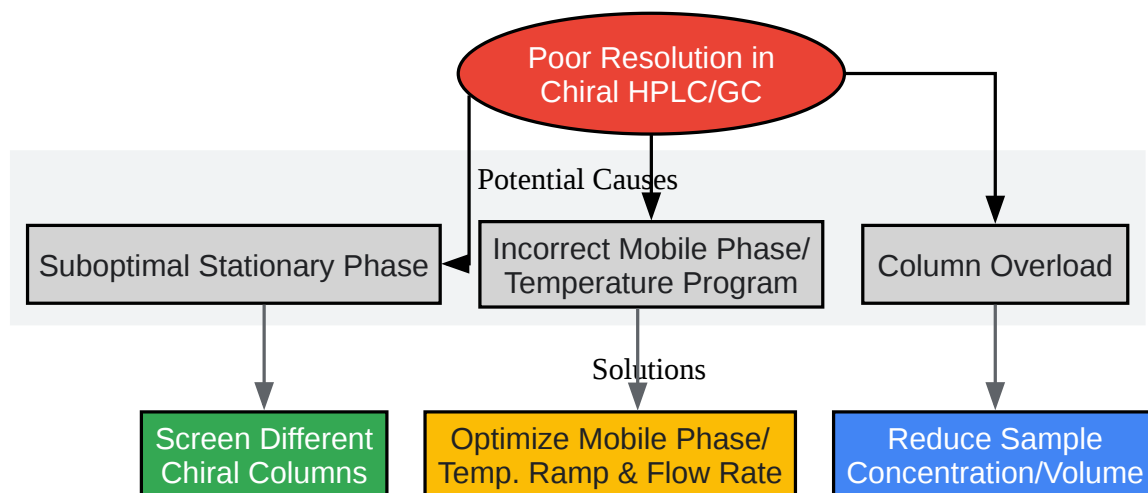 Poor Resolution in
Chiral HPLC/GC
Potential Causes
Suboptimal Stationary Phase
Incorrect Mobile Phase/
Temperature Program
Column Overload
Solutions
Screen Different
Chiral Columns
Optimize Mobile Phase/
Temp. Ramp & Flow Rate
Reduce Sample
Concentration/Volume